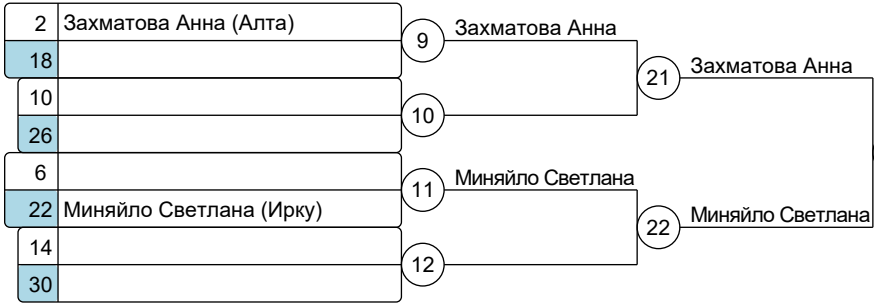 2 Захматова Анна (Алта)
18
9 Захматова Анна
10
26
10
21 Захматова Анна
6
22 Миняйло Светлана (Ирку)
11 Миняйло Светлана
14
30
12
22 Миняйло Светлана